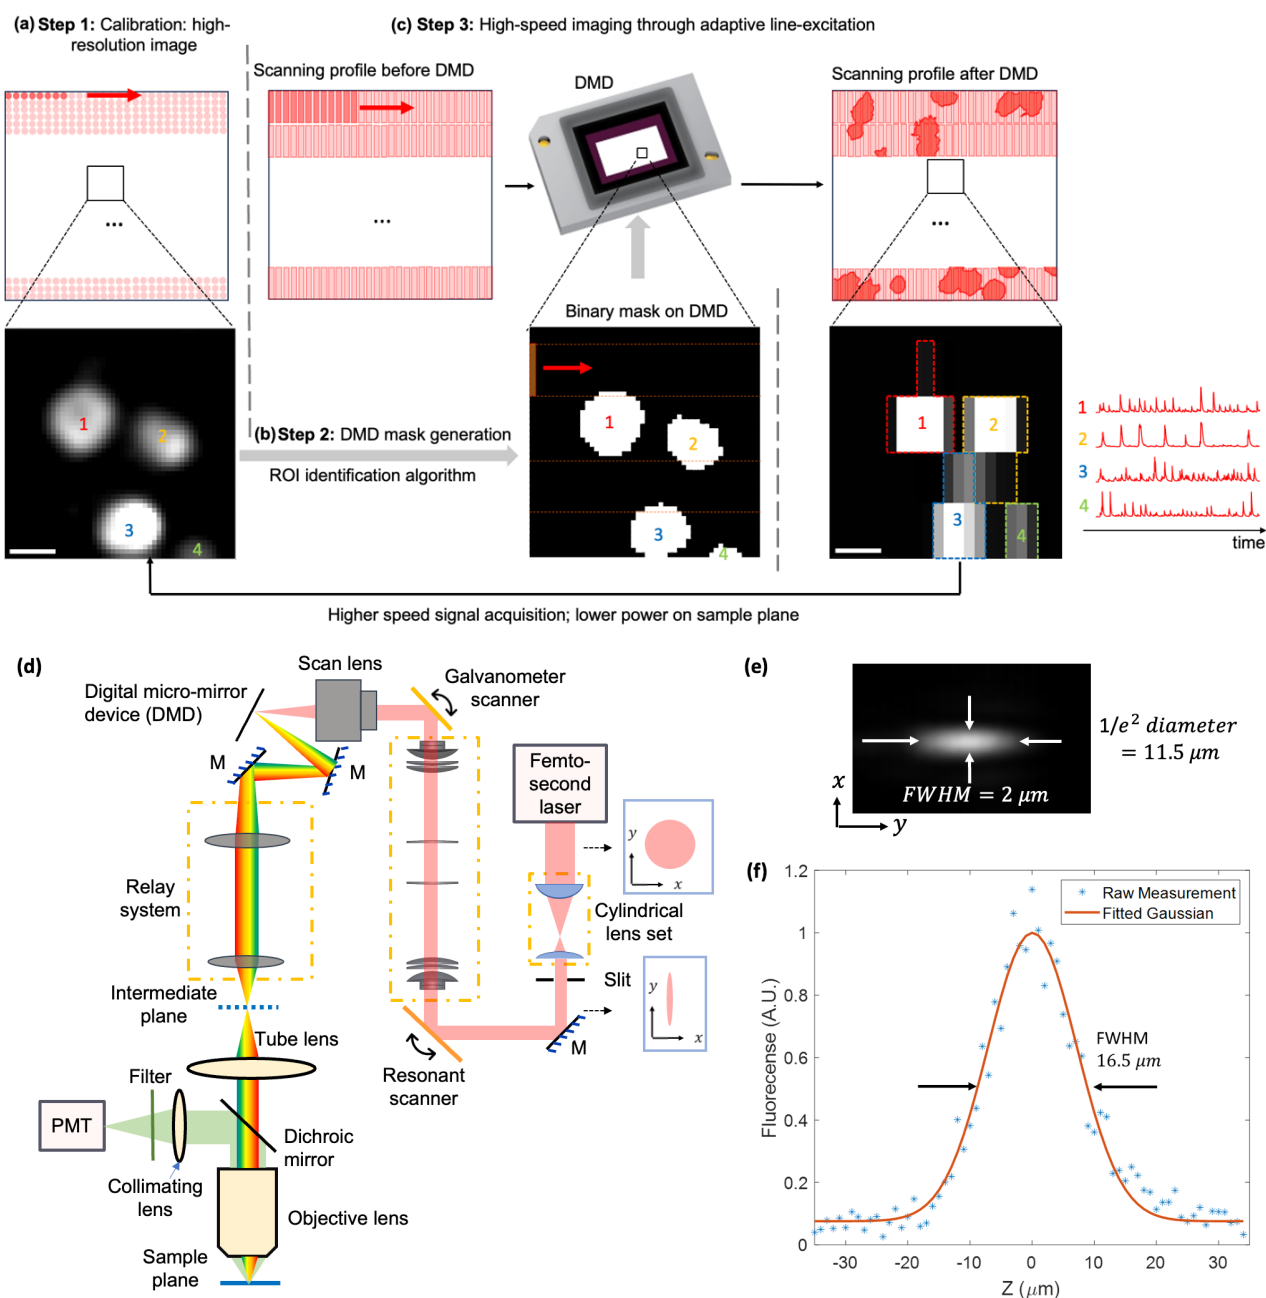 (a) Step 1: Calibration: high-
resolution image
(c) Step 3: High-speed imaging through adaptive line-excitation
Scanning profile before DMD
DMD
Scanning profile after DMD
...
...
...
Binary mask on DMD
1
2
3
4
(b) Step 2: DMD mask generation
ROI identification algorithm
1
2
3
4
1
2
3
4
1
2
3
4
time
Higher speed signal acquisition; lower power on sample plane
(d)
Scan lens
Galvanometer
scanner
Digital micro-mirror
device (DMD)
M
M
Femto-
second
laser
y
x
Relay
system
Cylindrical
lens set
Slit
y
x
M
Intermediate
plane
Tube lens
Resonant
scanner
Filter
PMT
Dichroic
mirror
Collimating
lens
Objective lens
Sample
plane
(e)
1/e² diameter
= 11.5 μm
FWHM = 2 μm
x
y
(f)
1.2
1
0.8
0.6
0.4
0.2
0
Fluorecense (A.U.)
Raw Measurement
Fitted Gaussian
FWHM
16.5 μm
-30
-20
-10
0
10
20
30
Z (μm)